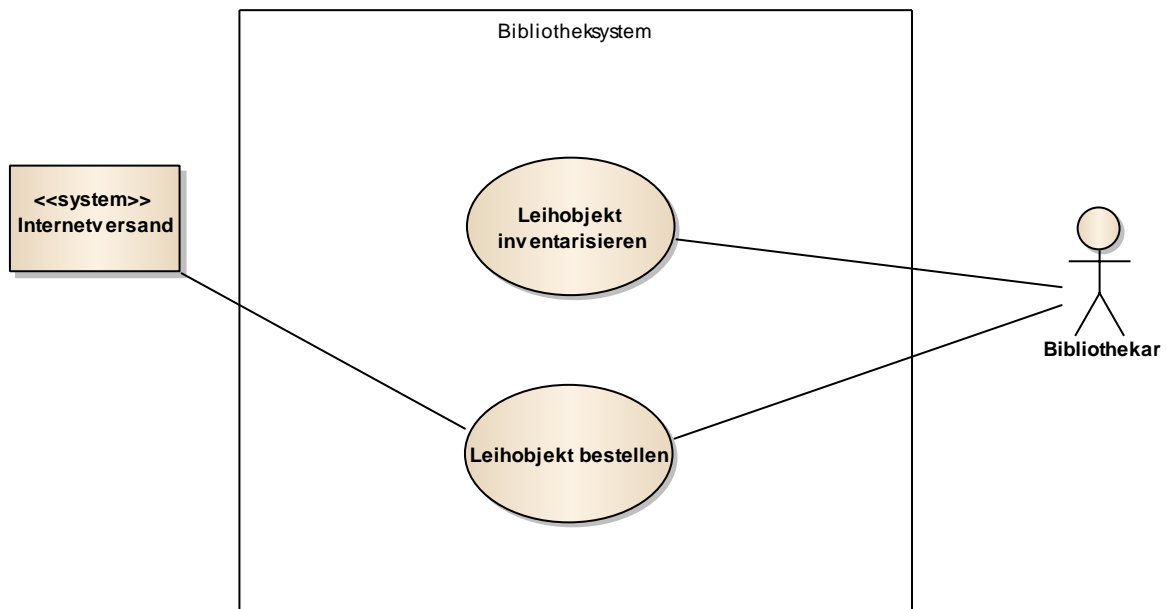 Bibliotheksystem
<<system>>
Internetversand
Leihobjekt
inventarisieren
Bibliothekar
Leihobjekt bestellen